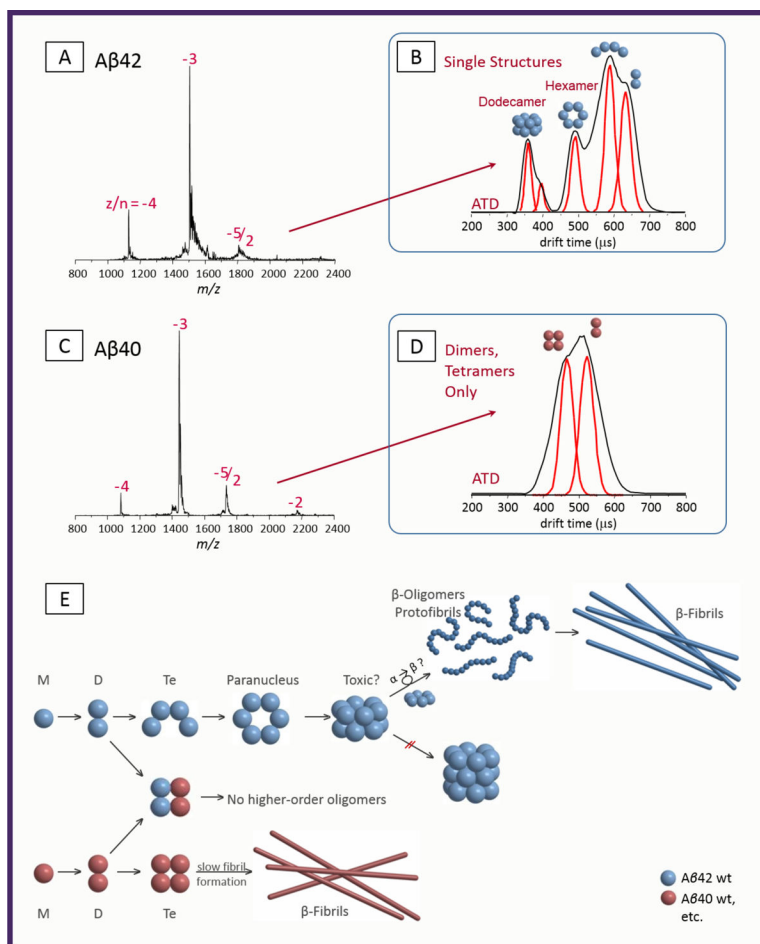 A Aβ42
-3
z/n = -4
-5/2
800 1000 1200 1400 1600 1800 2000 2200 2400
m/z
B
Single Structures
Hexamer
Dodecamer
ATD
200 300 400 500 600 700 800
drift time (μs)
C Aβ40
-3
-4
-5/2
-2
800 1000 1200 1400 1600 1800 2000 2200 2400
m/z
D
Dimers,
Tetramers
Only
ATD
200 300 400 500 600 700 800
drift time (μs)
E
β-Oligomers
Protofibrils
β-Fibrils
α→β?
M D Te Paranucleus Toxic?
No higher-order oligomers
slow fibril
formation
M D Te
β-Fibrils
Aβ42 wt
Aβ40 wt,
etc.